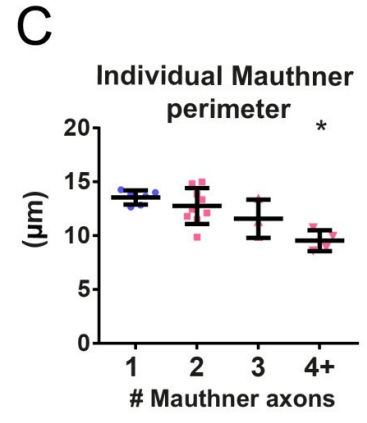 C
Individual Mauthner
perimeter
*
20
15
10
5
0
(μm)
1 2 3 4+
# Mauthner axons